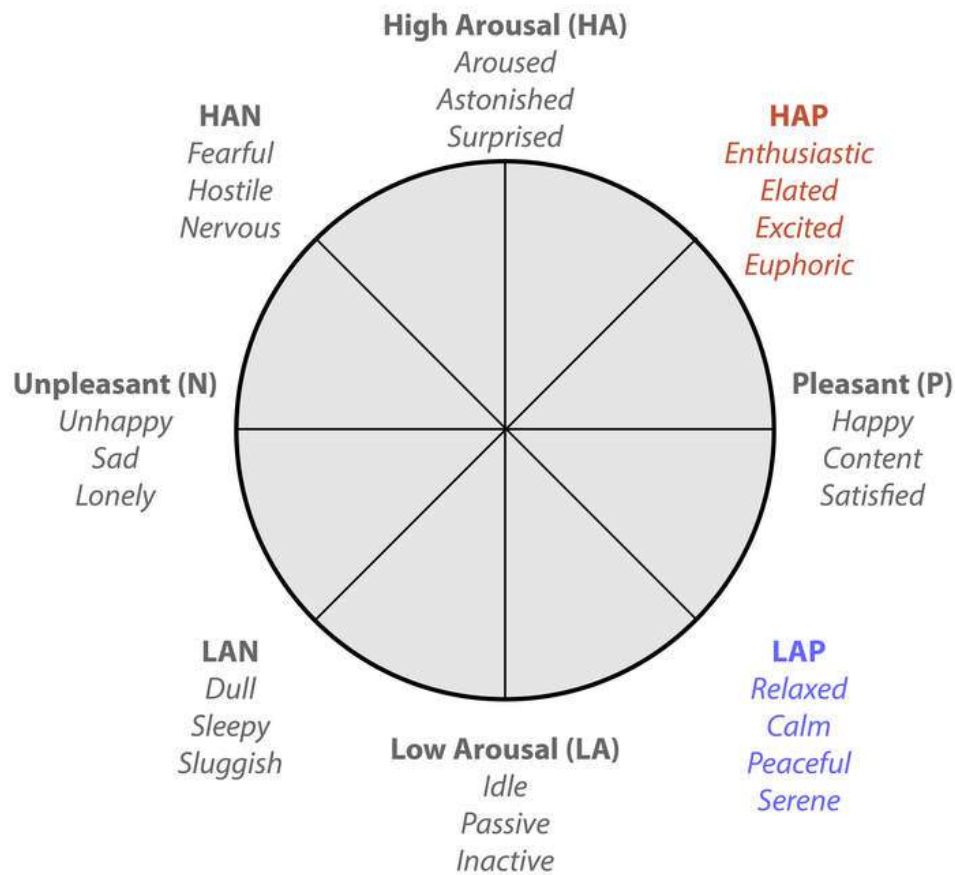 High Arousal (HA)
Aroused
Astonished
Surprised
HAN
Fearful
Hostile
Nervous
HAP
Enthusiastic
Elated
Excited
Euphoric
Unpleasant (N)
Unhappy
Sad
Lonely
Pleasant (P)
Happy
Content
Satisfied
LAN
Dull
Sleepy
Sluggish
Low Arousal (LA)
Idle
Passive
Inactive
LAP
Relaxed
Calm
Peaceful
Serene